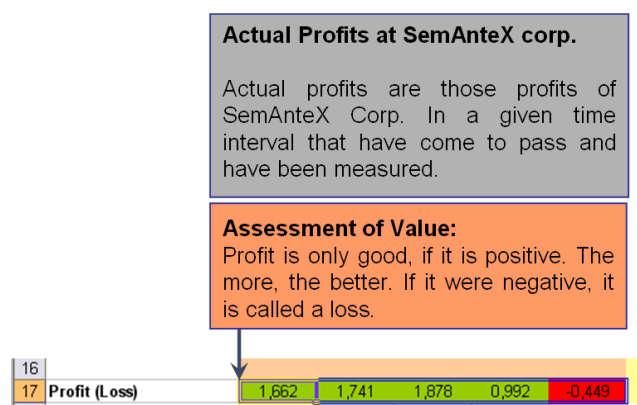 Actual Profits at SemAnteX corp.
Actual profits are those profits of
SemAnteX Corp. In a given time
interval that have come to pass and
have been measured.
Assessment of Value:
Profit is only good, if it is positive. The
more, the better. If it were negative, it
is called a loss.
16
17 Profit (Loss) 1,662 1,741 1,878 0,992 -0,449